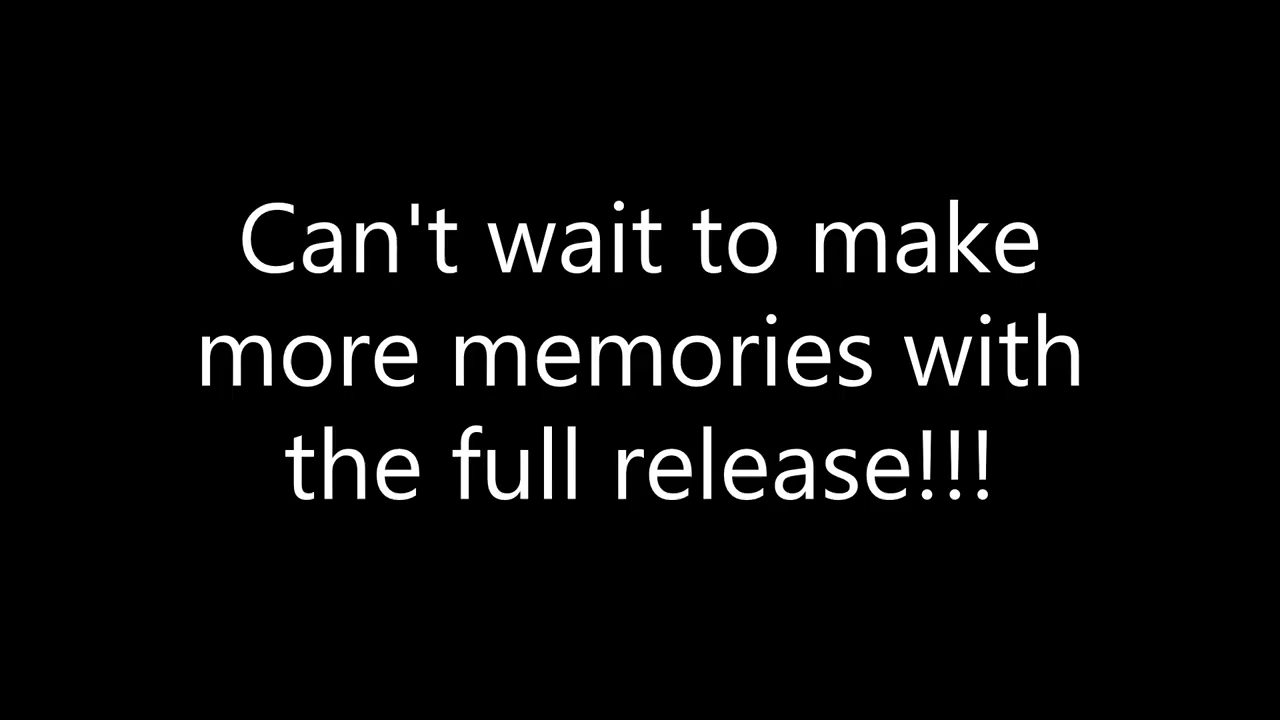 Can't wait to make
more memories with
the full release!!!